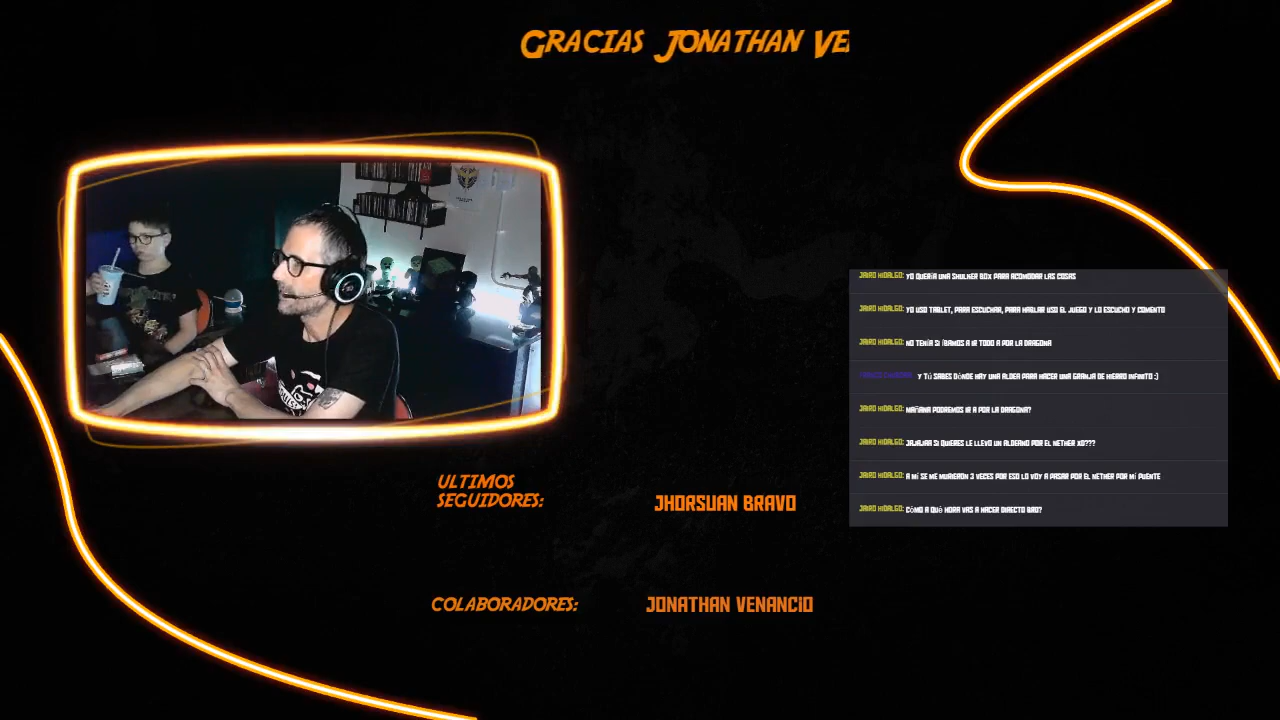 GRACIAS JONATHAN VE
JAIRO HIDALGO: YO QUERÍA UNA SHULKER BOX PARA ACOMODAR LAS COSAS
JAIRO HIDALGO: YO USO TABLET, PARA ESCUCHAR, PARA HABLAR USO EL JUEGO Y LO ESCUCHO Y COMENTO
JAIRO HIDALGO: NO TENÍA SI ÍBAMOS A IR TODO A POR LA DRAGONA
Y TÚ SABES DÓNDE HAY UNA ALDEA PARA HACER UNA GRANJA DE HIERRO INFINITO :)
JAIRO HIDALGO: MAÑANA PODREMOS IR A POR LA DRAGONA?
JAIRO HIDALGO: JAJAJAJA SI QUIERES LE LLEVO UN ALDEANO POR EL NETHER XD???
JAIRO HIDALGO: A MÍ SE ME MURIERON 3 VECES POR ESO LO VOY A PASAR POR EL NETHER POR MÍ PUENTE
JAIRO HIDALGO: CÓMO A QUÉ HORA VAS A HACER DIRECTO BRO?
ULTIMOS
SEGUIDORES:
JHORSUAN BRAVO
COLABORADORES:
JONATHAN VENANCIO